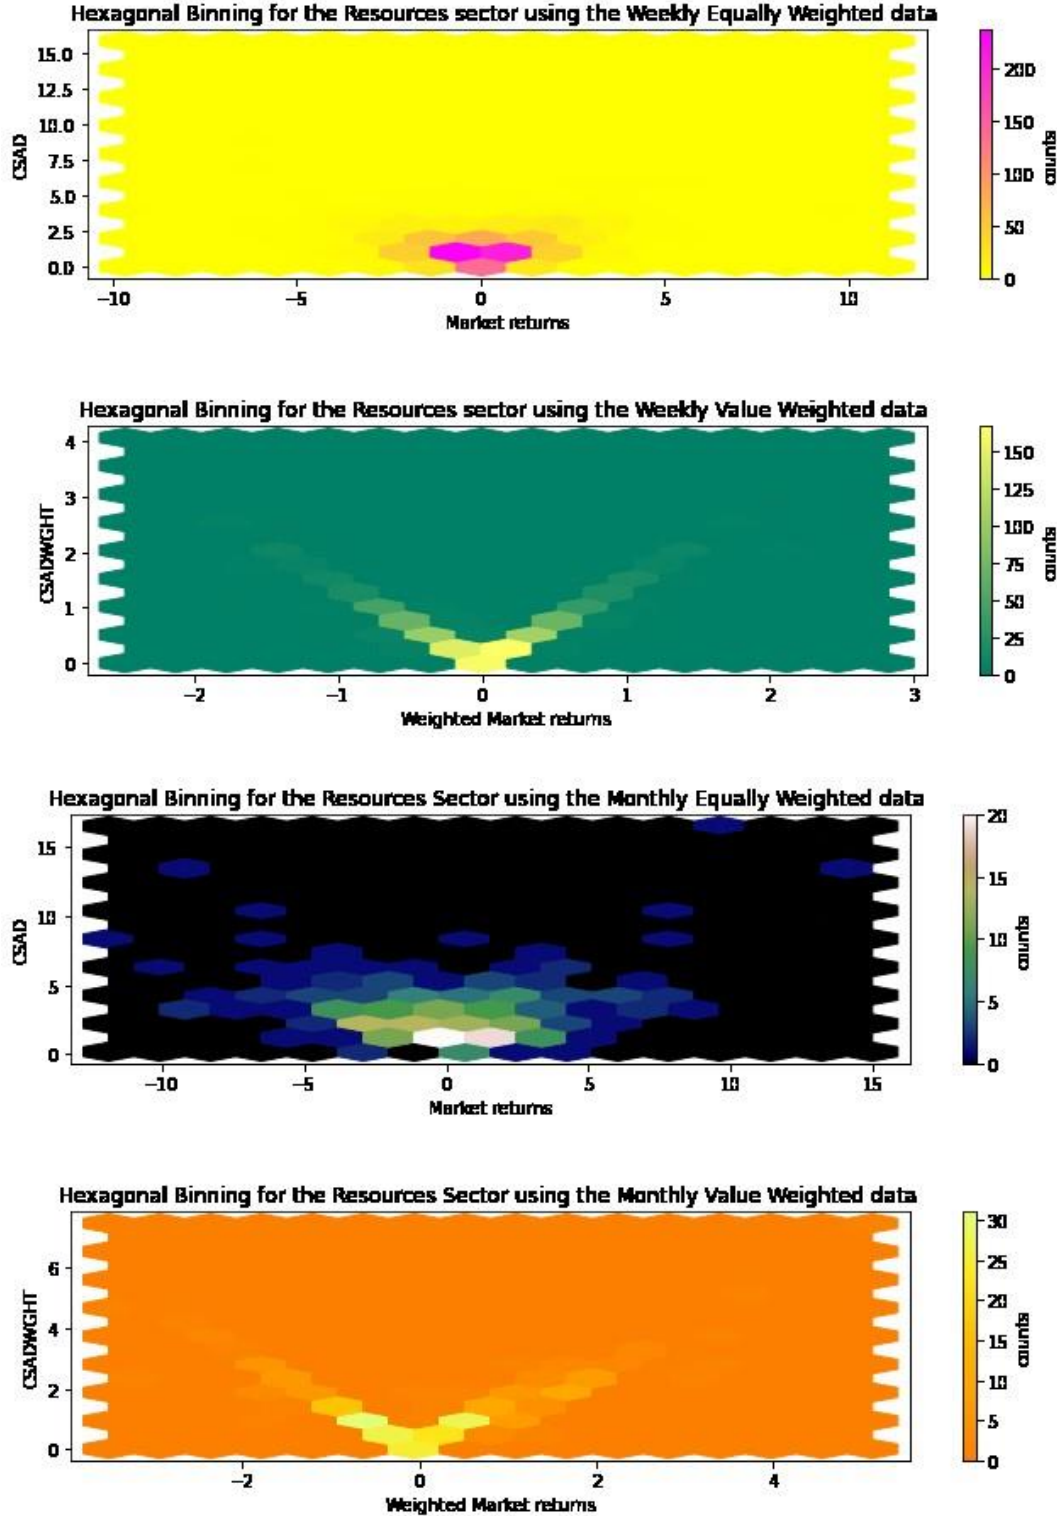 Hexagonal Binning for the Resources sector using the Weekly Equally Weighted data
15.0
12.5
10.0
7.5
5.0
2.5
0.0
CSAD
−10 −5 0 5 10
Market returns
200
150
100
50
0
counts
Hexagonal Binning for the Resources sector using the Weekly Value Weighted data
4
3
2
1
0
CSADWGHT
−2 −1 0 1 2 3
Weighted Market returns
150
125
100
75
50
25
0
counts
Hexagonal Binning for the Resources Sector using the Monthly Equally Weighted data
15
10
5
0
CSAD
−10 −5 0 5 10 15
Market returns
20
15
10
5
0
counts
Hexagonal Binning for the Resources Sector using the Monthly Value Weighted data
6
4
2
0
CSADWGHT
−2 0 2 4
Weighted Market returns
30
25
20
15
10
5
0
counts